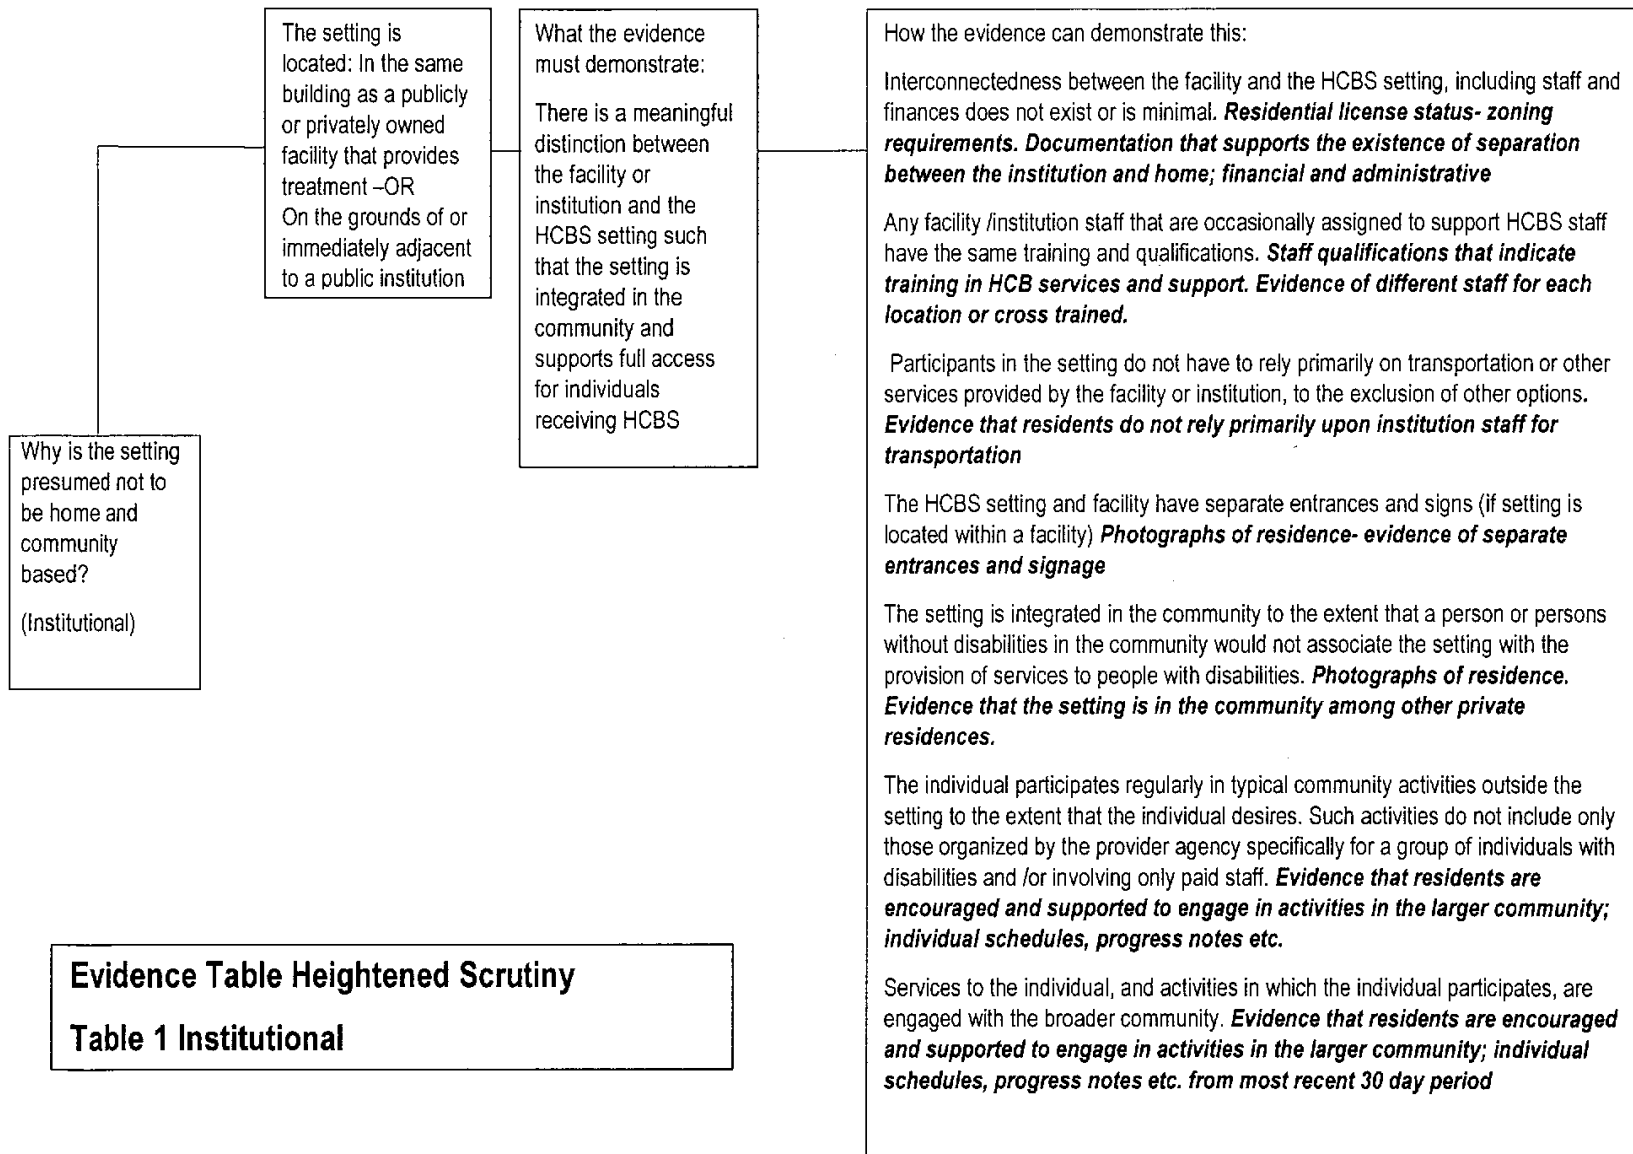 The setting is
located: In the same
building as a publicly
or privately owned
facility that provides
treatment –OR
On the grounds of or
immediately adjacent
to a public institution
What the evidence
must demonstrate:
There is a meaningful
distinction between
the facility or
institution and the
HCBS setting such
that the setting is
integrated in the
community and
supports full access
for individuals
receiving HCBS
How the evidence can demonstrate this:
Interconnectedness between the facility and the HCBS setting, including staff and
finances does not exist or is minimal. Residential license status- zoning
requirements. Documentation that supports the existence of separation
between the institution and home; financial and administrative
Any facility /institution staff that are occasionally assigned to support HCBS staff
have the same training and qualifications. Staff qualifications that indicate
training in HCB services and support. Evidence of different staff for each
location or cross trained.
Participants in the setting do not have to rely primarily on transportation or other
services provided by the facility or institution, to the exclusion of other options.
Evidence that residents do not rely primarily upon institution staff for
transportation
The HCBS setting and facility have separate entrances and signs (if setting is
located within a facility) Photographs of residence- evidence of separate
entrances and signage
The setting is integrated in the community to the extent that a person or persons
without disabilities in the community would not associate the setting with the
provision of services to people with disabilities. Photographs of residence.
Evidence that the setting is in the community among other private
residences.
The individual participates regularly in typical community activities outside the
setting to the extent that the individual desires. Such activities do not include only
those organized by the provider agency specifically for a group of individuals with
disabilities and /or involving only paid staff. Evidence that residents are
encouraged and supported to engage in activities in the larger community;
individual schedules, progress notes etc.
Services to the individual, and activities in which the individual participates, are
engaged with the broader community. Evidence that residents are encouraged
and supported to engage in activities in the larger community; individual
schedules, progress notes etc. from most recent 30 day period
Why is the setting
presumed not to
be home and
community
based?
(Institutional)
Evidence Table Heightened Scrutiny
Table 1 Institutional